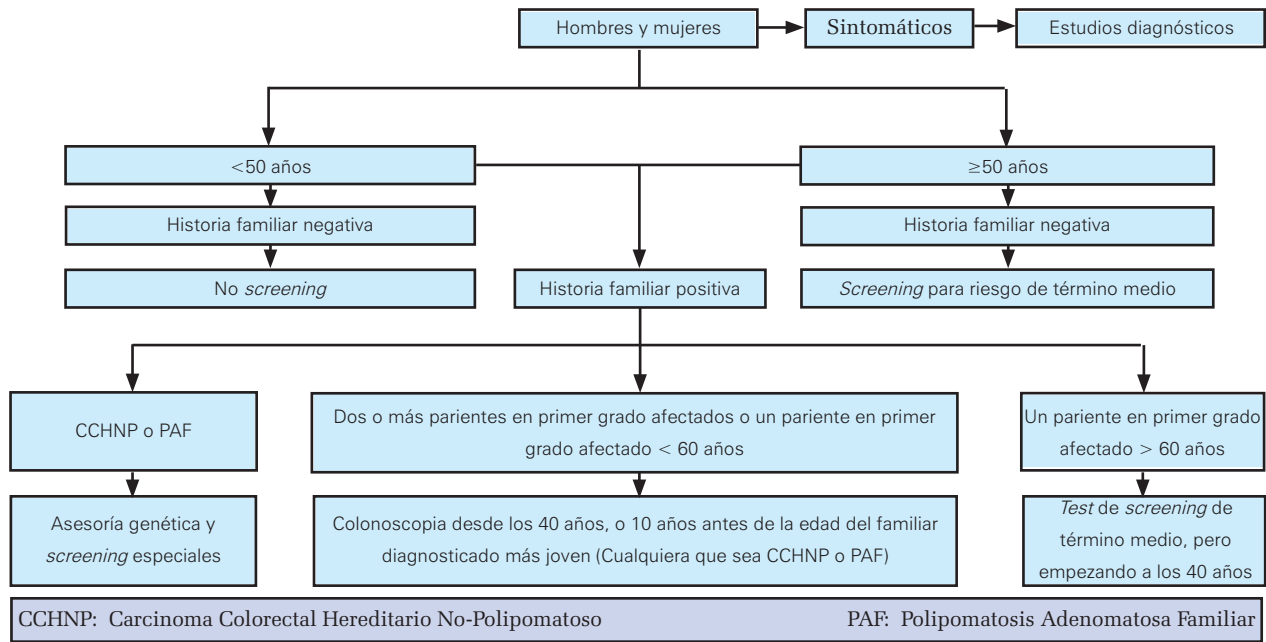 Hombres y mujeres
Sintomáticos
Estudios diagnósticos
<50 años
≥50 años
Historia familiar negativa
Historia familiar negativa
No screening
Historia familiar positiva
Screening para riesgo de término medio
CCHNP o PAF
Dos o más parientes en primer grado afectados o un pariente en primer
grado afectado < 60 años
Un pariente en primer grado
afectado > 60 años
Asesoría genética y
screening especiales
Colonoscopia desde los 40 años, o 10 años antes de la edad del familiar
diagnosticado más joven (Cualquiera que sea CCHNP o PAF)
Test de screening de
término medio, pero
empezando a los 40 años
CCHNP: Carcinoma Colorectal Hereditario No-Polipomatoso
PAF: Polipomatosis Adenomatosa Familiar